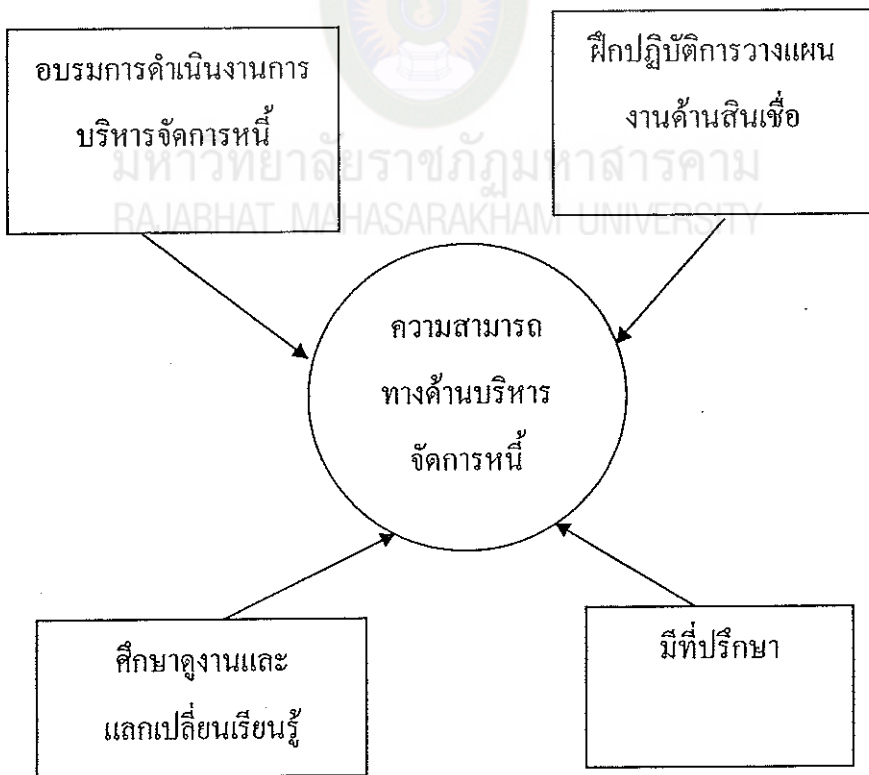 อบรมการดำเนินงานการ
บริหารจัดการหนี้
ฝึกปฏิบัติการวางแผน
งานด้านสินเชื่อ
มหาวิทยาลัยราชภัฏมหาสารคาม
RAJABHAT MAHASARAKHAM UNIVERSITY
ความสามารถ
ทางด้านบริหาร
จัดการหนี้
ศึกษาดูงานและ
แลกเปลี่ยนเรียนรู้
มีที่ปรึกษา